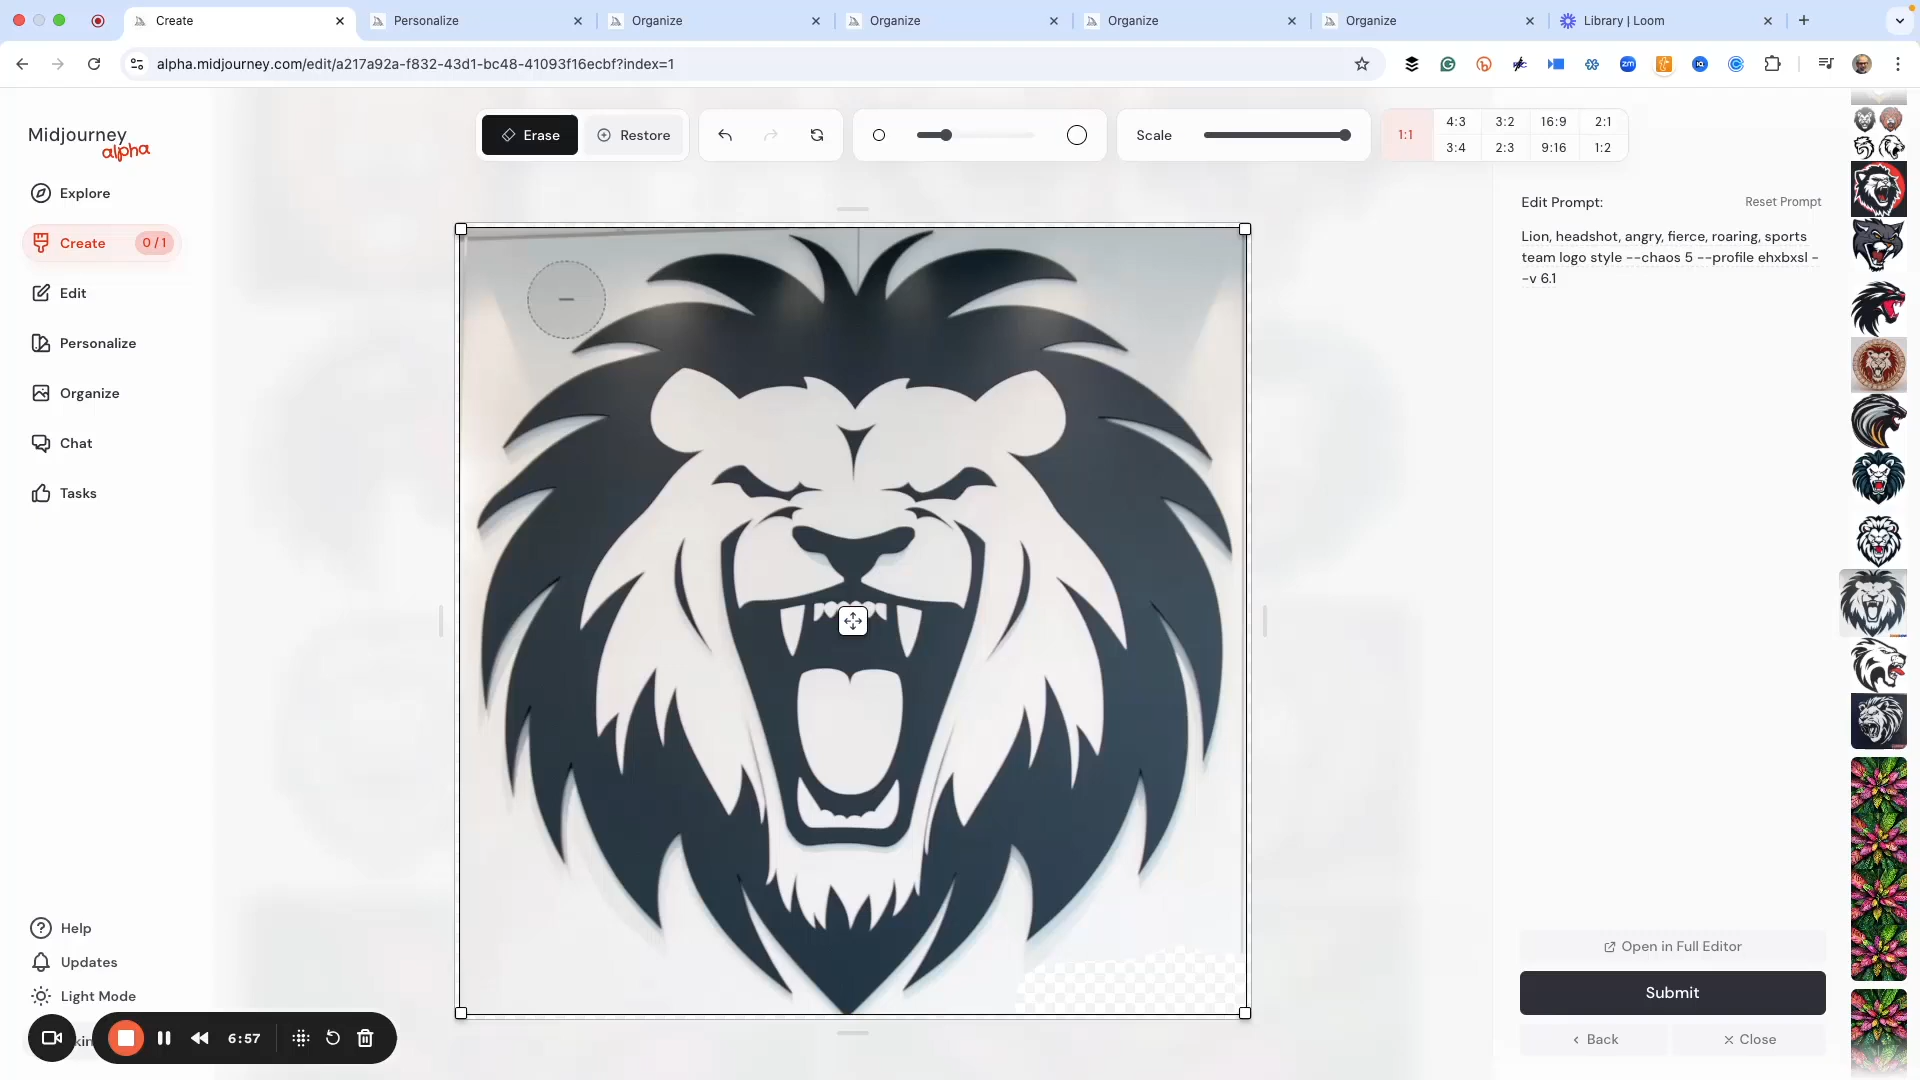 Create
Personalize
Organize
Organize
Organize
Organize
Library | Loom
alpha.midjourney.com/edit/a217a92a-f832-43d1-bc48-41093f16ecbf?index=1
Midjourney
alpha
Explore
Create 0 / 1
Edit
Personalize
Organize
Chat
Tasks
Help
Updates
Light Mode
6:57
Erase
Restore
Scale
1:1
4:3 3:2 16:9 2:1
3:4 2:3 9:16 1:2
Edit Prompt:
Reset Prompt
Lion, headshot, angry, fierce, roaring, sports
team logo style --chaos 5 --profile ehxbxsl -
-v 6.1
Open in Full Editor
Submit
Back
Close